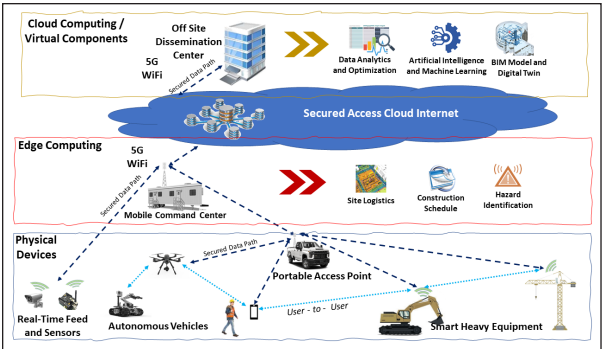 Cloud Computing /
Virtual Components
Off Site
Dissemination
Center
5G
WiFi
Secured Data Path
Data Analytics
and Optimization
Artificial Intelligence
and Machine Learning
BIM Model and
Digital Twin
Secured Access Cloud Internet
Edge Computing
5G
WiFi
Secured Data Path
Mobile Command Center
Site Logistics
Construction
Schedule
Hazard
Identification
Physical
Devices
Secured Data Path
Portable Access Point
Real-Time Feed
and Sensors
Autonomous Vehicles
User - to - User
Smart Heavy Equipment